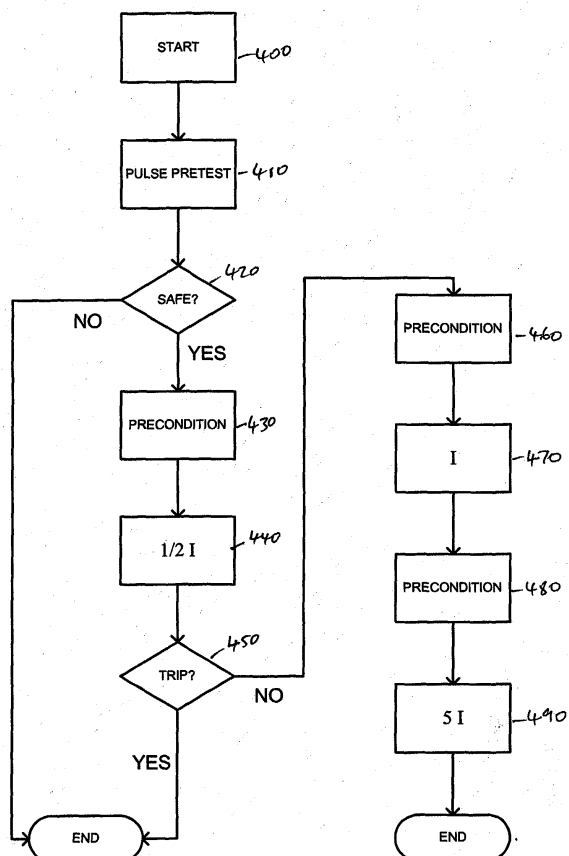 START
400
PULSE PRETEST
410
SAFE?
420
NO
YES
PRECONDITION
430
1/2 I
440
TRIP?
450
NO
YES
END
PRECONDITION
460
I
470
PRECONDITION
480
5 I
490
END